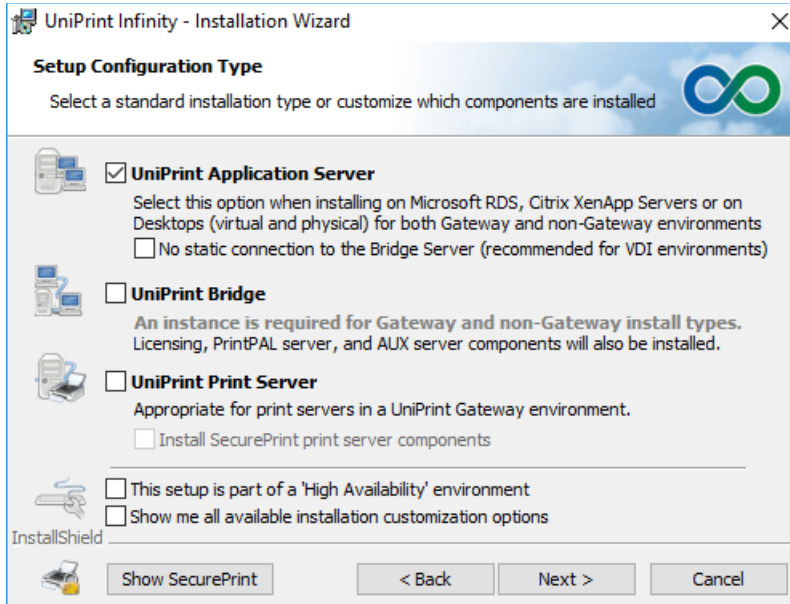 UniPrint Infinity - Installation Wizard
Setup Configuration Type
Select a standard installation type or customize which components are installed
UniPrint Application Server
Select this option when installing on Microsoft RDS, Citrix XenApp Servers or on
Desktops (virtual and physical) for both Gateway and non-Gateway environments
No static connection to the Bridge Server (recommended for VDI environments)
UniPrint Bridge
An instance is required for Gateway and non-Gateway install types.
Licensing, PrintPAL server, and AUX server components will also be installed.
UniPrint Print Server
Appropriate for print servers in a UniPrint Gateway environment.
Install SecurePrint print server components
This setup is part of a 'High Availability' environment
Show me all available installation customization options
InstallShield
Show SecurePrint
< Back
Next >
Cancel